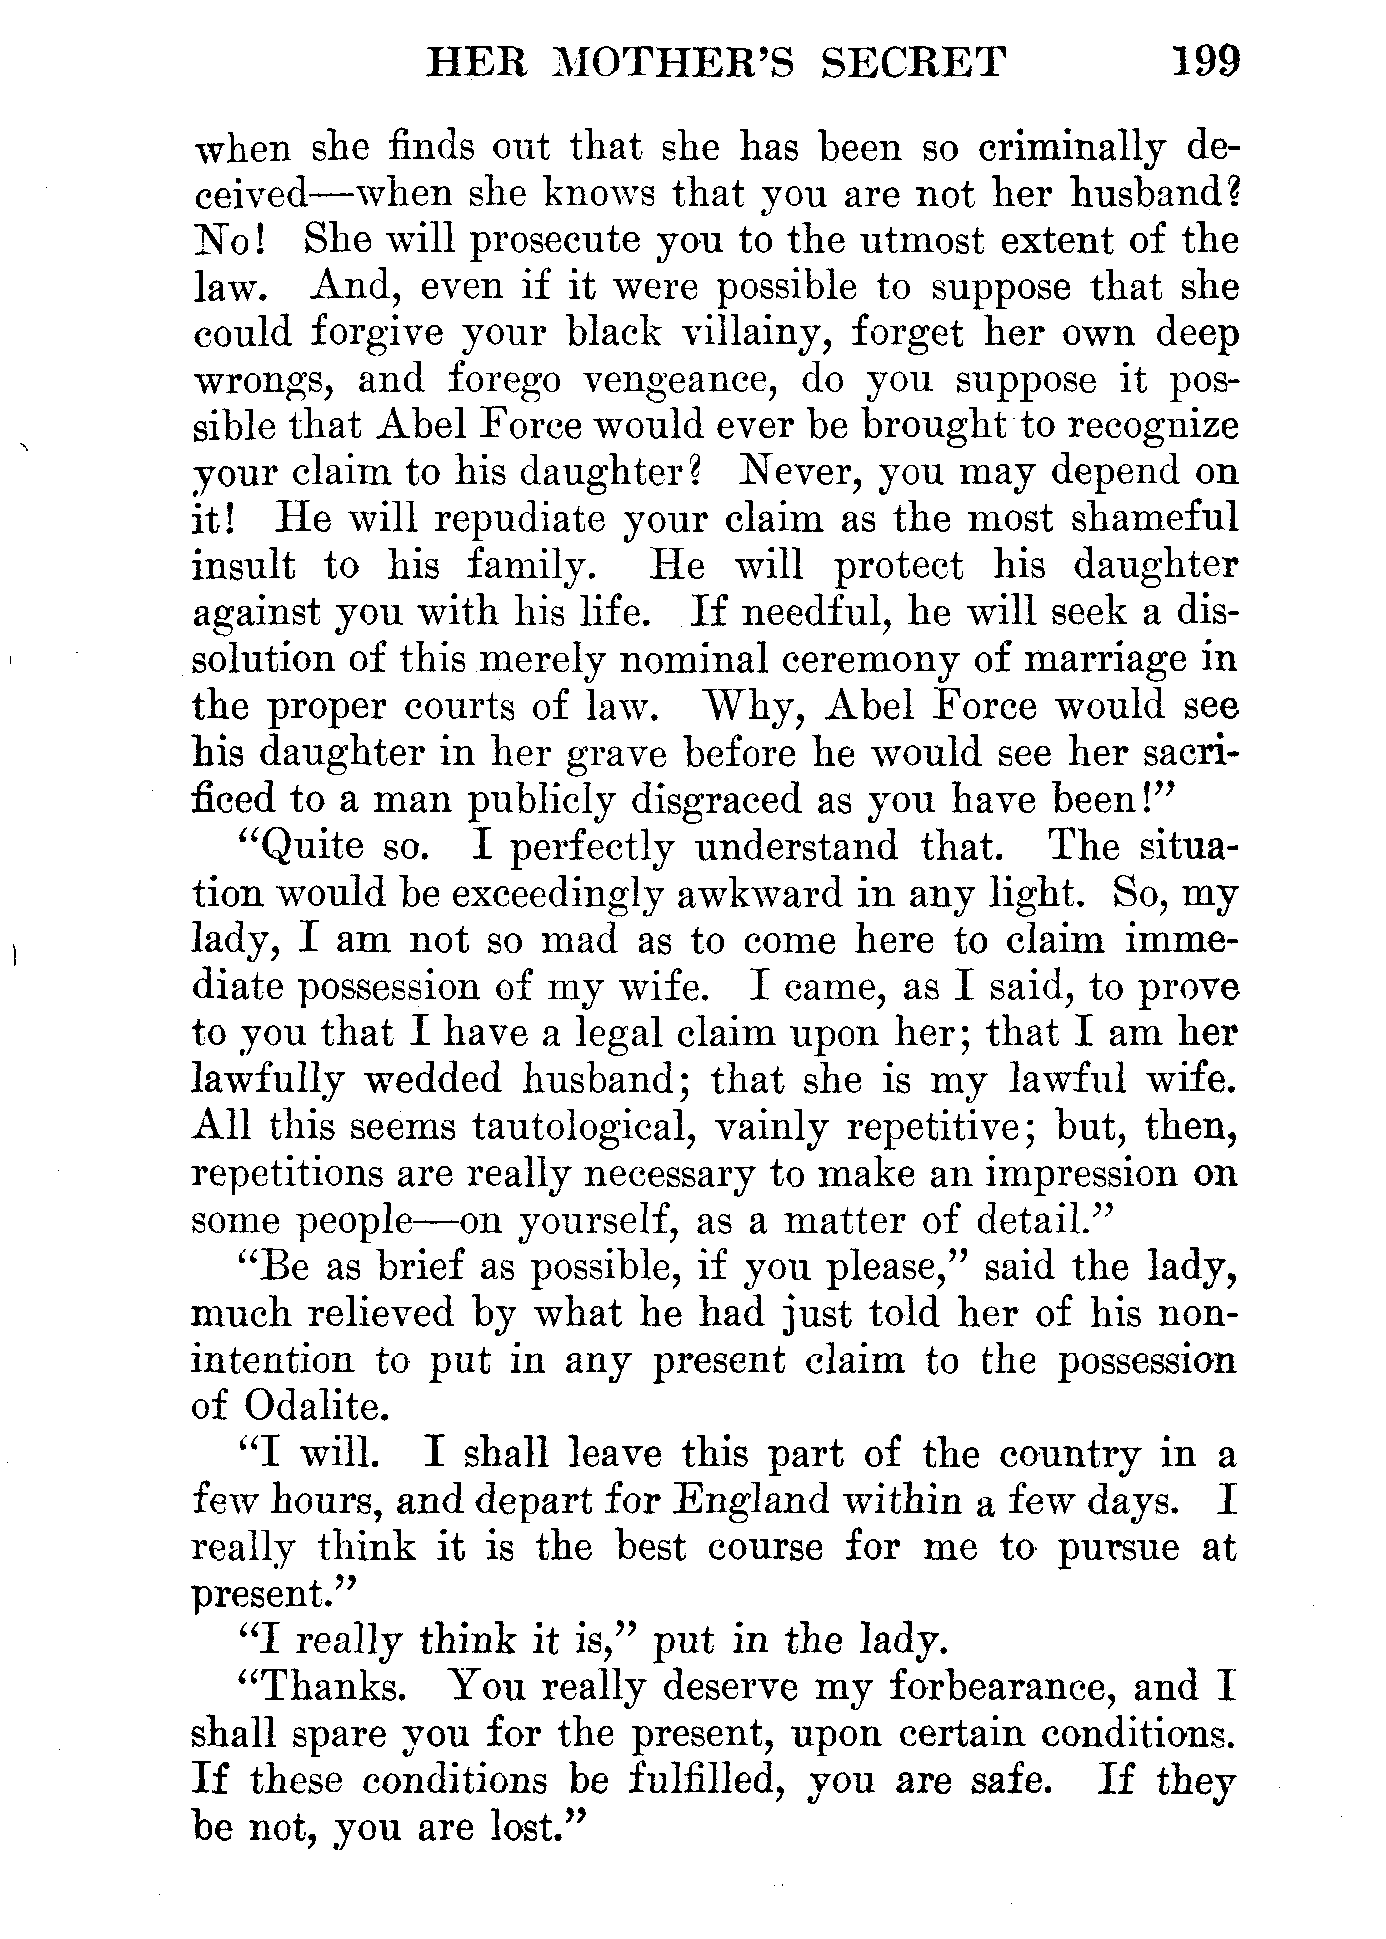 HER MOTHER'S SECRET 199
when she finds out that she has been so criminally de-
ceived—when she knows that you are not her husband?
No! She will prosecute you to the utmost extent of the
law. And, even if it were possible to suppose that she
could forgive your black villainy, forget her own deep
wrongs, and forego vengeance, do you suppose it pos-
sible that Abel Force would ever be brought to recognize
your claim to his daughter? Never, you may depend on
it! He will repudiate your claim as the most shameful
insult to his family. He will protect his daughter
against you with his life. If needful, he will seek a dis-
solution of this merely nominal ceremony of marriage in
the proper courts of law. Why, Abel Force would see
his daughter in her grave before he would see her sacri-
ficed to a man publicly disgraced as you have been!"
"Quite so. I perfectly understand that. The situa-
tion would be exceedingly awkward in any light. So, my
lady, I am not so mad as to come here to claim imme-
diate possession of my wife. I came, as I said, to prove
to you that I have a legal claim upon her; that I am her
lawfully wedded husband; that she is my lawful wife.
All this seems tautological, vainly repetitive; but, then,
repetitions are really necessary to make an impression on
some people—on yourself, as a matter of detail."
"Be as brief as possible, if you please," said the lady,
much relieved by what he had just told her of his non-
intention to put in any present claim to the possession
of Odalite.
"I will. I shall leave this part of the country in a
few hours, and depart for England within a few days. I
really think it is the best course for me to pursue at
present."
"I really think it is," put in the lady.
"Thanks. You really deserve my forbearance, and I
shall spare you for the present, upon certain conditions.
If these conditions be fulfilled, you are safe. If they
be not, you are lost."